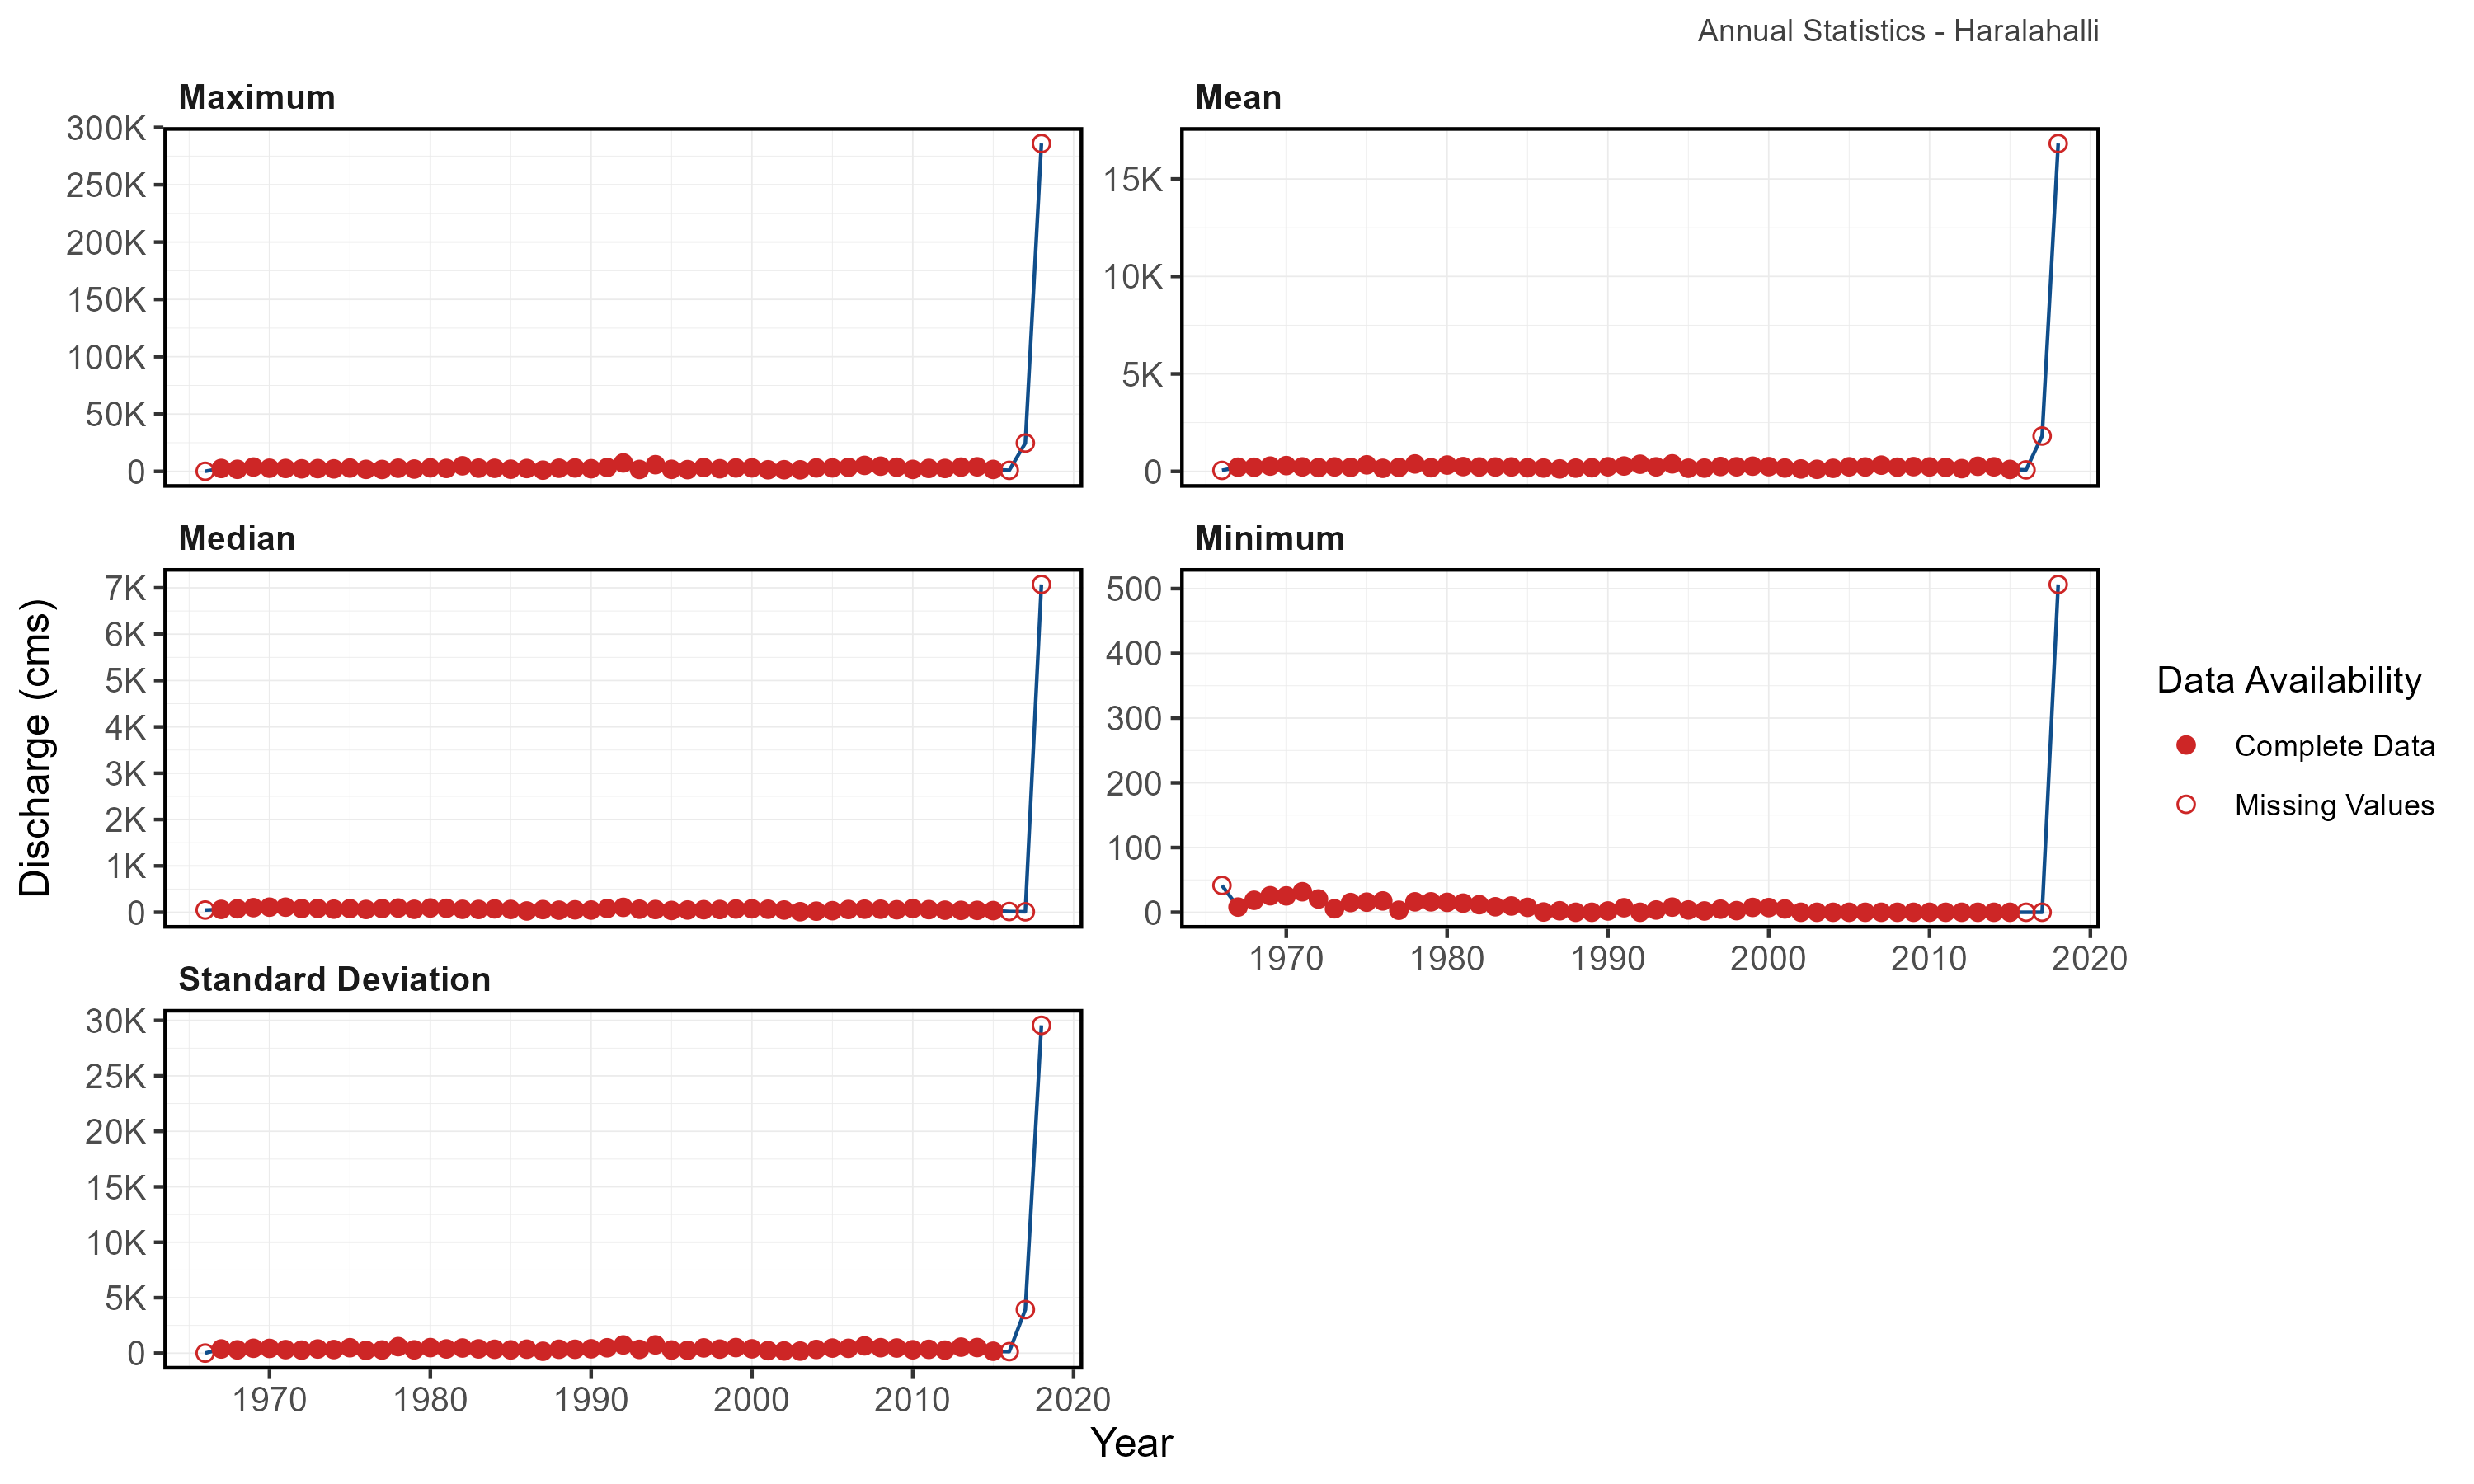 Annual Statistics - Haralahalli
Maximum
300K
250K
200K
150K
100K
50K
0
Mean
15K
10K
5K
0
Median
7K
6K
5K
4K
3K
2K
1K
0
Minimum
500
400
300
200
100
0
1970 1980 1990 2000 2010 2020
Standard Deviation
30K
25K
20K
15K
10K
5K
0
1970 1980 1990 2000 2010 2020
Discharge (cms)
Year
Data Availability
Complete Data
Missing Values